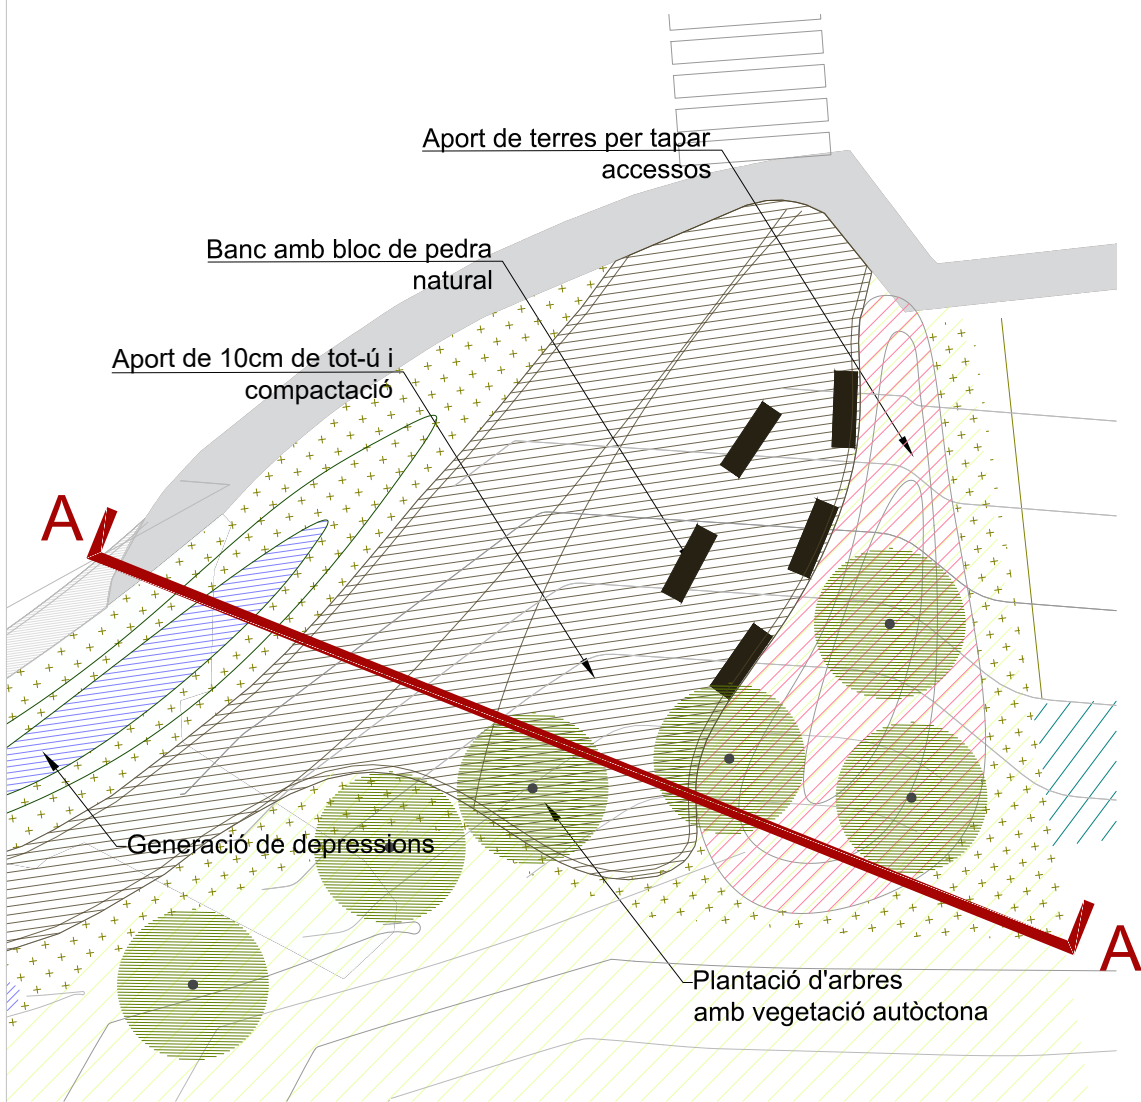 Aport de terres per tapar
accessos
Banc amb bloc de pedra
natural
Aport de 10cm de tot-ú i
compactació
A
Generació de depressions
A
Plantació d'arbres
amb vegetació autòctona